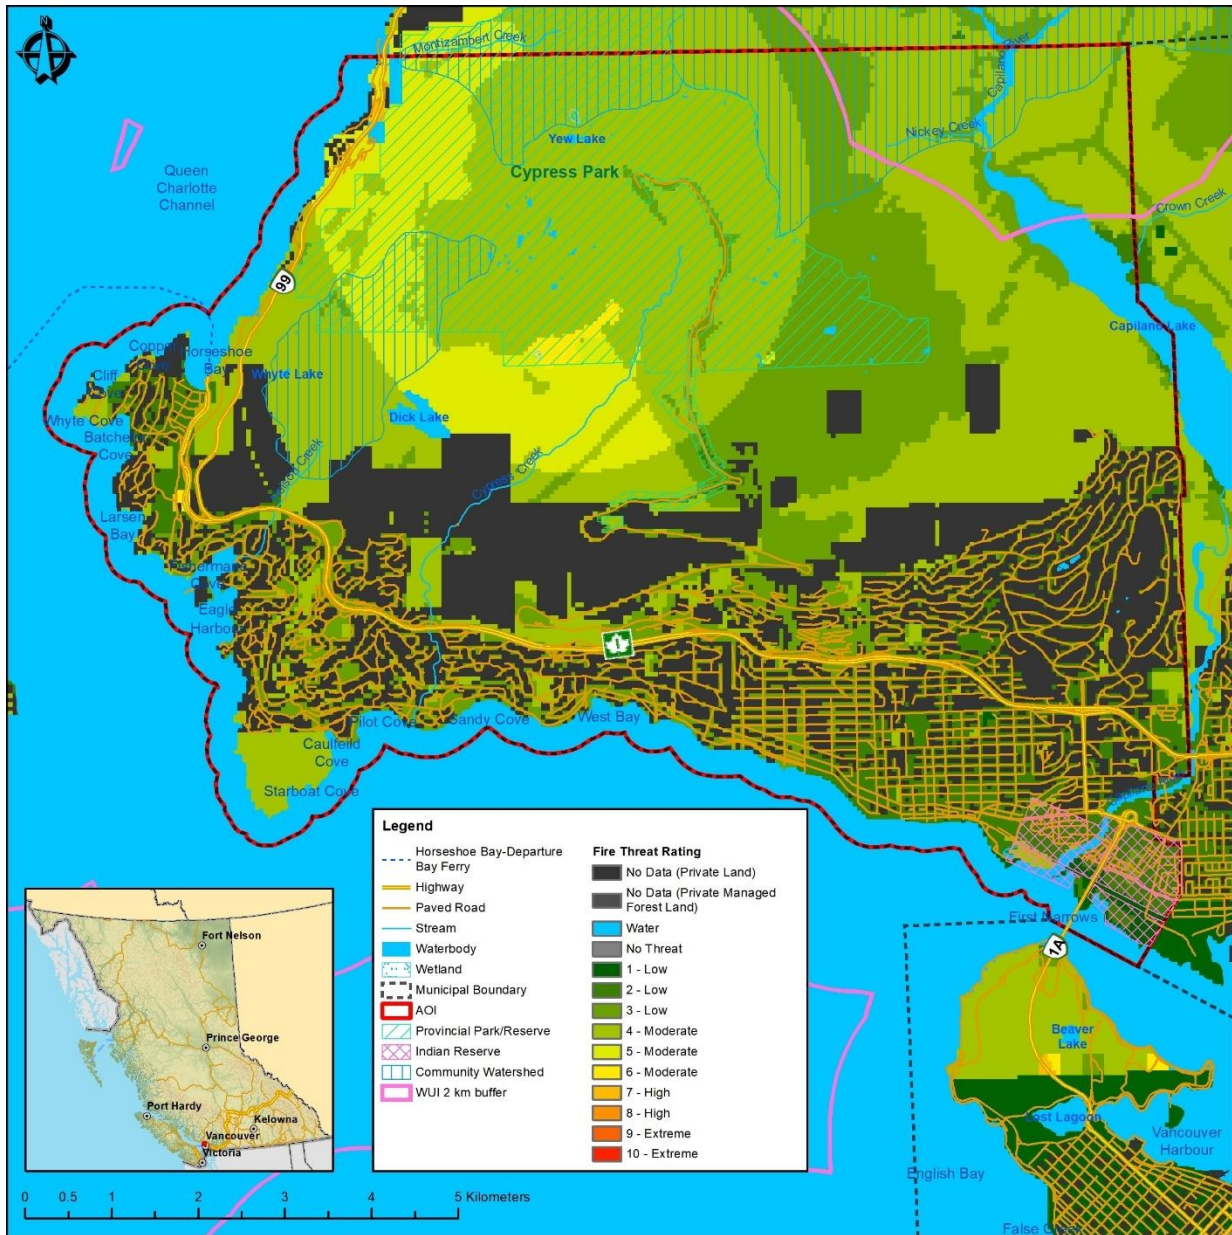 N
Montizambert Creek
Capilano River
Nickey Creek
Yew Lake
Cypress Park
Queen
Charlotte
Channel
Crown Creek
99
Capilano Lake
Horseshoe
Bay
Cliff
Whyte Lake
Dick Lake
Whyte Cove
Cove
Cypress Creek
Creek
Larsen
Bay
Eagle
Harbour
1
Pilot Cove
Sandy Cove
West Bay
Caulfeild
Cove
Starboat Cove
First Narrows
1A
Beaver
Lake
Lost Lagoon
Vancouver
Harbour
English Bay
False
Legend
Horseshoe Bay-Departure
Bay Ferry
Highway
Paved Road
Stream
Waterbody
Wetland
Municipal Boundary
AOI
Provincial Park/Reserve
Indian Reserve
Community Watershed
WUI 2 km buffer
Fire Threat Rating
No Data (Private Land)
No Data (Private Managed
Forest Land)
Water
No Threat
1 - Low
2 - Low
3 - Low
4 - Moderate
5 - Moderate
6 - Moderate
7 - High
8 - High
9 - Extreme
10 - Extreme
Fort Nelson
Prince George
Port Hardy
Kelowna
Vancouver
Victoria
0 0.5 1 2 3 4 5 Kilometers